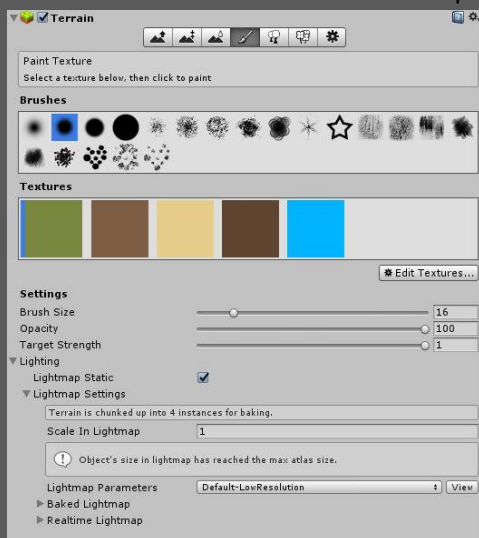 Terrain
Paint Texture
Select a texture below, then click to paint
Brushes
Textures
Edit Textures...
Settings
Brush Size 16
Opacity 100
Target Strength 1
Lighting
Lightmap Static
Lightmap Settings
Terrain is chunked up into 4 instances for baking.
Scale In Lightmap 1
Object's size in lightmap has reached the max atlas size.
Lightmap Parameters Default-LowResolution View
Baked Lightmap
Realtime Lightmap